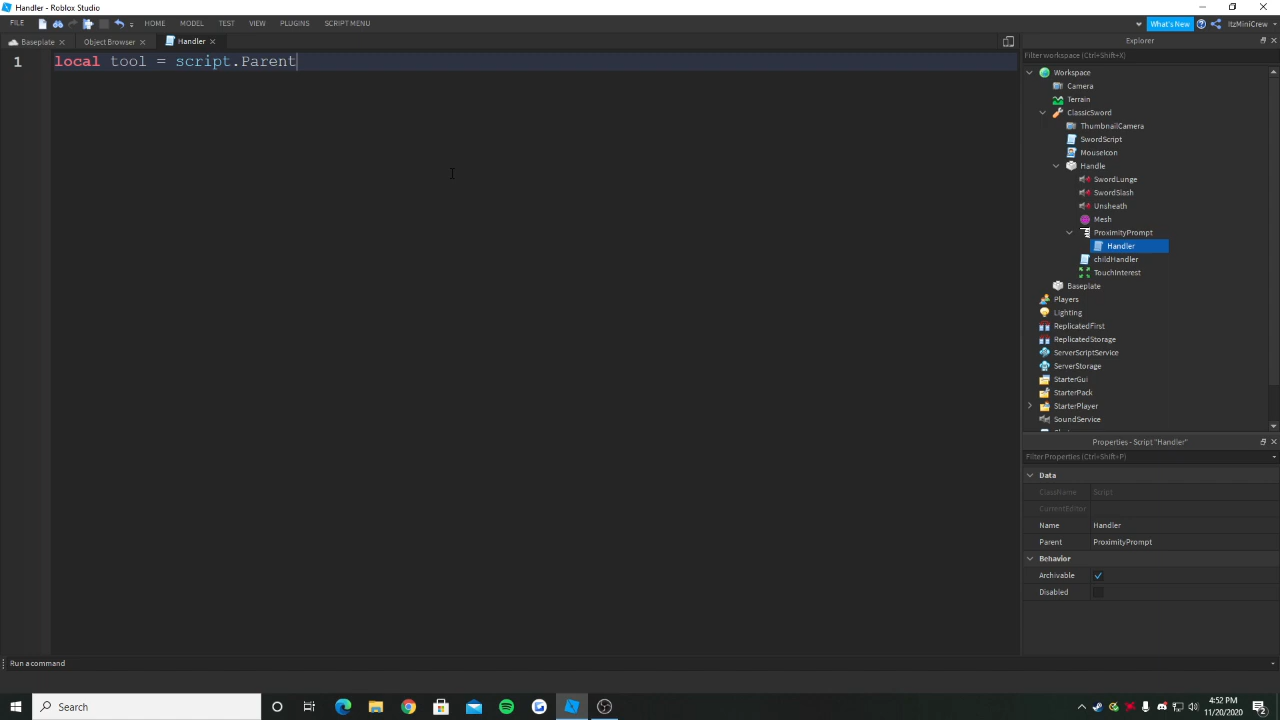 Handler - Roblox Studio
FILE HOME MODEL TEST VIEW PLUGINS SCRIPT MENU What's New ItzMiniCrew
Baseplate Object Browser Handler
1 local tool = script.Parent
Explorer
Filter workspace (Ctrl+Shift+X)
Workspace
Camera
Terrain
ClassicSword
ThumbnailCamera
SwordScript
MouseIcon
Handle
SwordLunge
SwordSlash
Unsheath
Mesh
ProximityPrompt
Handler
childHandler
TouchInterest
Baseplate
Players
Lighting
ReplicatedFirst
ReplicatedStorage
ServerScriptService
ServerStorage
StarterGui
StarterPack
StarterPlayer
SoundService
Properties - Script "Handler"
Filter Properties (Ctrl+Shift+P)
Data
ClassName Script
CurrentEditor
Name Handler
Parent ProximityPrompt
Behavior
Archivable
Disabled
Run a command
Search
4:52 PM
11/20/2020
2